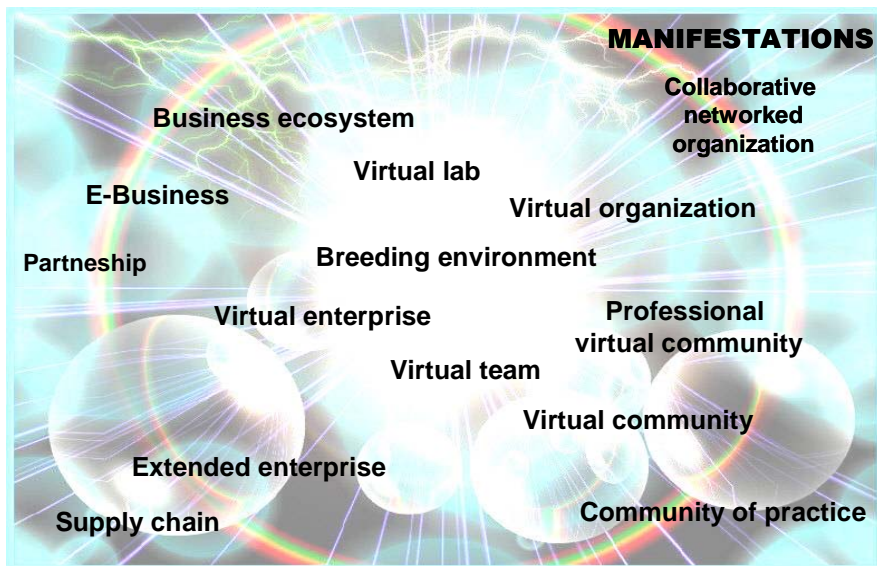 MANIFESTATIONS
Collaborative
networked
organization
Business ecosystem
Virtual lab
E-Business
Virtual organization
Breeding environment
Partneship
Virtual enterprise
Professional
virtual community
Virtual team
Virtual community
Extended enterprise
Supply chain
Community of practice